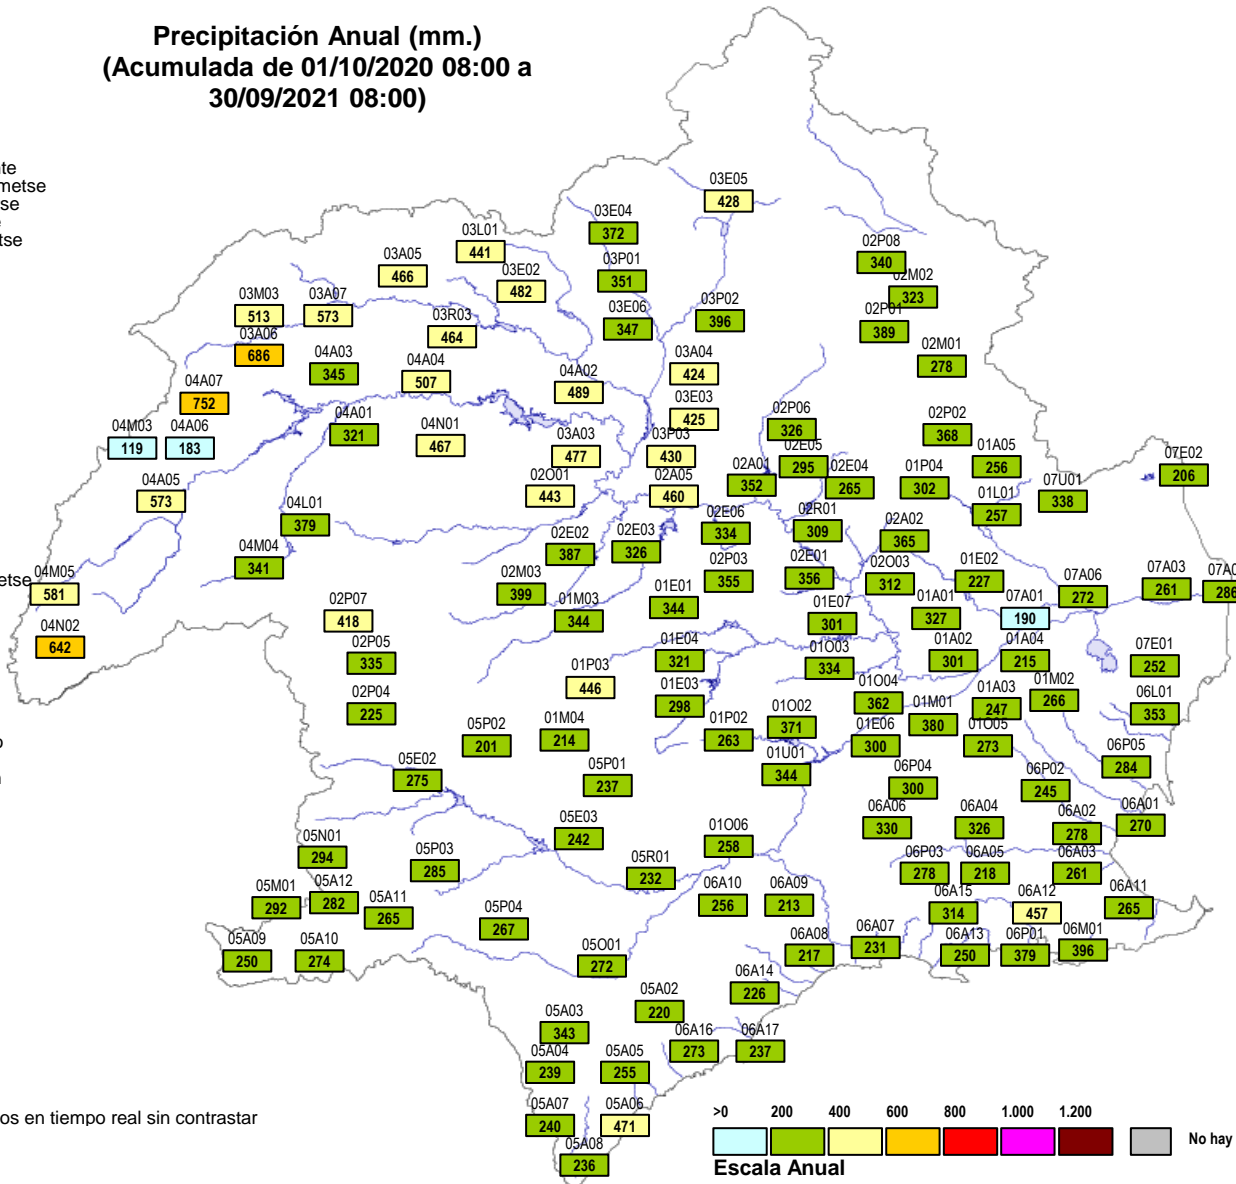 Precipitación Anual (mm.)
(Acumulada de 01/10/2020 08:00 a
30/09/2021 08:00)
te
metse
se
tse
03E05
428
03E04
372
03L01
441
03A05
466
03P01
351
03E02
482
02P08
340
02M02
323
03M03
513
03A07
573
03P02
396
03E06
347
02P01
389
03R03
464
03A06
686
04A03
345
04A04
507
03A04
424
02M01
278
04A02
489
04A07
752
03E03
425
04M03
119
04A06
183
04A01
321
04N01
467
02P06
326
02P02
368
03A03
477
03P03
430
02E05
295
01A05
256
07E02
206
04A05
573
02O01
443
02A05
460
02A01
352
02E04
265
01P04
302
07U01
338
01L01
257
04L01
379
02R01
309
02E06
334
02A02
365
02E02
387
02E03
326
04M04
341
02P03
355
02E01
356
02O03
312
01E02
227
etse
04M05
581
02M03
399
07A06
272
07A03
261
07A0
286
01E01
344
01M03
344
02P07
418
01E07
301
01A01
327
07A01
190
04N02
642
02P05
335
01E04
321
01O03
334
01A02
301
01A04
215
07E01
252
01P03
446
01E03
298
01O04
362
01M02
266
02P04
225
01A03
247
06L01
353
01M01
380
01O02
371
05P02
201
01M04
214
01P02
263
01E06
300
01O05
273
06P05
284
05E02
275
05P01
237
01U01
344
06P04
300
06P02
245
05E03
242
06A06
330
06A04
326
06A02
278
06A01
270
01O06
258
05N01
294
05P03
285
05R01
232
06P03
278
06A05
218
06A03
261
05M01
292
05A12
282
05A11
265
06A10
256
06A09
213
06A15
314
06A12
457
06A11
265
05P04
267
05A09
250
05A10
274
05O01
272
06A08
217
06A07
231
06A13
250
06P01
379
06M01
396
06A14
226
05A02
220
05A03
343
06A16
273
06A17
237
05A04
239
05A05
255
05A07
240
05A06
471
05A08
236
os en tiempo real sin contrastar
>0 200 400 600 800 1.000 1.200
No hay
Escala Anual